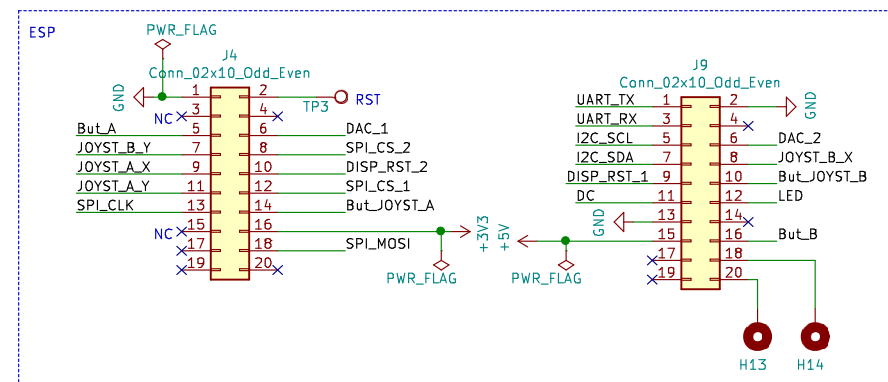 ESP
PWR_FLAG
J4
Conn_02x10_Odd_Even
GND
1 2
TP3 RST
NC 3 4
But_A 5 6 DAC_1
JOYST_B_Y 7 8 SPI_CS_2
JOYST_A_X 9 10 DISP_RST_2
JOYST_A_Y 11 12 SPI_CS_1
SPI_CLK 13 14 But_JOYST_A
NC 15 16
+3V3
17 18 SPI_MOSI
19 20
PWR_FLAG
J9
Conn_02x10_Odd_Even
UART_TX 1 2
GND
UART_RX 3 4
I2C_SCL 5 6 DAC_2
I2C_SDA 7 8 JOYST_B_X
DISP_RST_1 9 10 But_JOYST_B
DC 11 12 LED
GND
13 14
+5V
15 16 But_B
17 18
19 20
PWR_FLAG
H13 H14